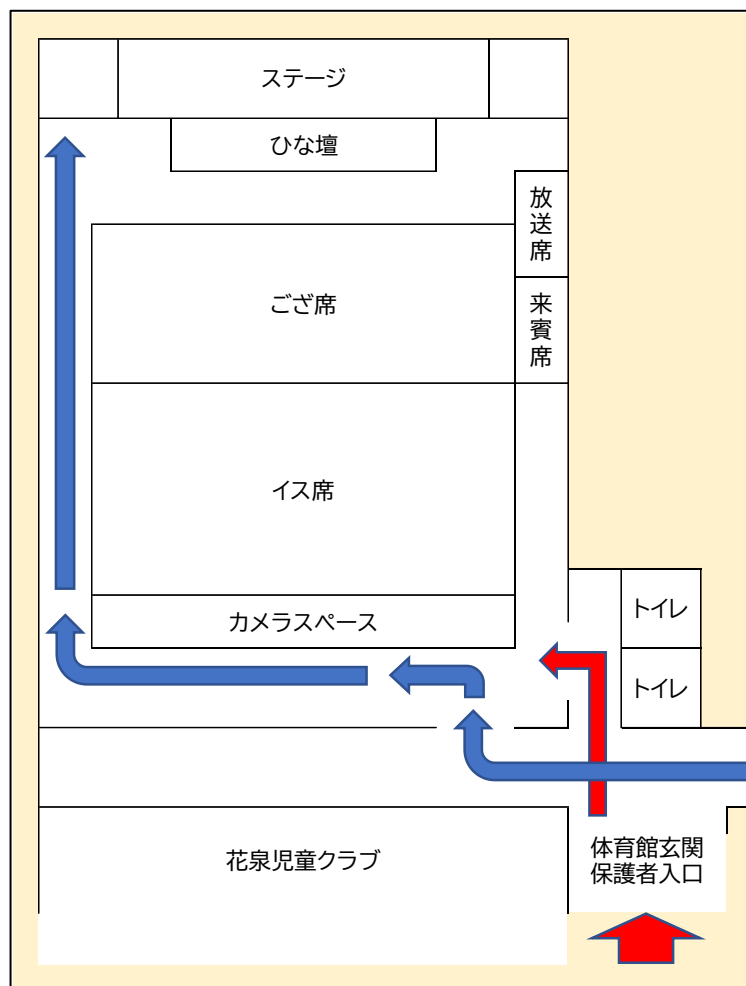 ステージ
ひな壇
放送席
ござ席
来賓席
イス席
カメラスペース
トイレ
トイレ
花泉児童クラブ
体育館玄関
保護者入口